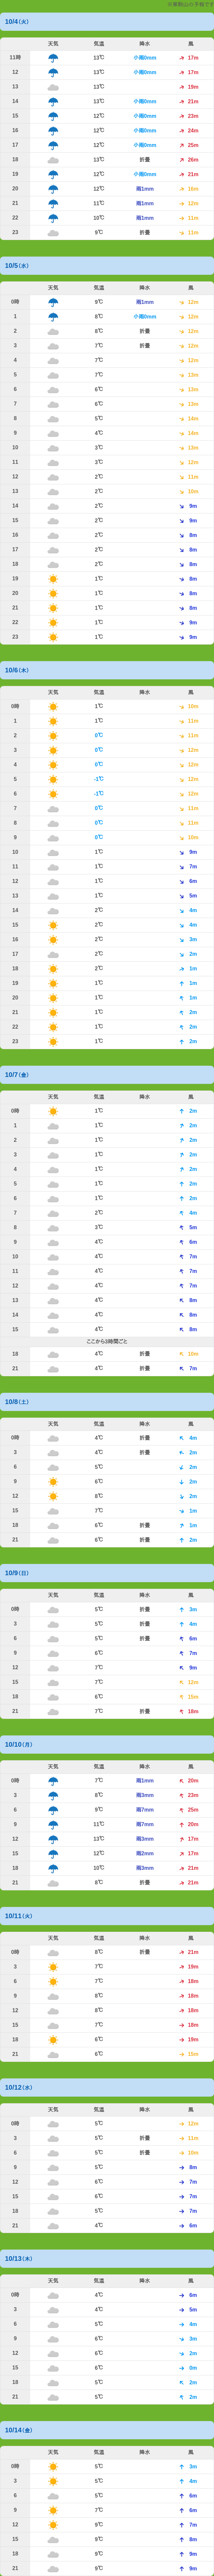 ※東根山の予報です
10/4(火)
天気 気温 降水 風
11時 13℃ 小雨0mm 17m
12 13℃ 小雨0mm 17m
13 13℃ 19m
14 13℃ 小雨0mm 21m
15 12℃ 小雨0mm 23m
16 12℃ 小雨0mm 24m
17 12℃ 小雨0mm 25m
18 13℃ 折畳 26m
19 12℃ 小雨0mm 21m
20 12℃ 雨1mm 16m
21 11℃ 雨1mm 12m
22 10℃ 雨1mm 11m
23 9℃ 折畳 11m
10/5(水)
天気 気温 降水 風
0時 9℃ 雨1mm 12m
1 8℃ 小雨0mm 12m
2 8℃ 折畳 12m
3 7℃ 折畳 12m
4 7℃ 12m
5 7℃ 13m
6 6℃ 13m
7 6℃ 13m
8 5℃ 14m
9 4℃ 14m
10 3℃ 13m
11 3℃ 12m
12 2℃ 11m
13 2℃ 10m
14 2℃ 9m
15 2℃ 9m
16 2℃ 8m
17 2℃ 8m
18 2℃ 8m
19 1℃ 8m
20 1℃ 8m
21 1℃ 8m
22 1℃ 9m
23 1℃ 9m
10/6(木)
天気 気温 降水 風
0時 1℃ 10m
1 1℃ 11m
2 0℃ 11m
3 0℃ 12m
4 0℃ 12m
5 -1℃ 12m
6 -1℃ 12m
7 0℃ 11m
8 0℃ 11m
9 0℃ 10m
10 1℃ 9m
11 1℃ 7m
12 1℃ 6m
13 1℃ 5m
14 2℃ 4m
15 2℃ 4m
16 2℃ 3m
17 2℃ 2m
18 2℃ 1m
19 1℃ 1m
20 1℃ 1m
21 1℃ 2m
22 1℃ 2m
23 1℃ 2m
10/7(金)
天気 気温 降水 風
0時 1℃ 2m
1 1℃ 2m
2 1℃ 2m
3 1℃ 2m
4 1℃ 2m
5 1℃ 2m
6 1℃ 2m
7 2℃ 4m
8 3℃ 5m
9 4℃ 6m
10 4℃ 7m
11 4℃ 7m
12 4℃ 7m
13 4℃ 8m
14 4℃ 8m
15 4℃ 8m
ここから3時間ごと
18 4℃ 折畳 10m
21 4℃ 折畳 7m
10/8(土)
天気 気温 降水 風
0時 4℃ 折畳 4m
3 4℃ 折畳 2m
6 5℃ 2m
9 6℃ 2m
12 8℃ 2m
15 7℃ 1m
18 6℃ 折畳 1m
21 6℃ 折畳 2m
10/9(日)
天気 気温 降水 風
0時 5℃ 折畳 3m
3 5℃ 折畳 4m
6 5℃ 折畳 6m
9 6℃ 7m
12 7℃ 9m
15 7℃ 12m
18 6℃ 15m
21 7℃ 折畳 18m
10/10(月)
天気 気温 降水 風
0時 7℃ 雨1mm 20m
3 8℃ 雨3mm 23m
6 9℃ 雨7mm 25m
9 11℃ 雨7mm 20m
12 13℃ 雨3mm 17m
15 12℃ 雨2mm 17m
18 10℃ 雨3mm 21m
21 8℃ 折畳 21m
10/11(火)
天気 気温 降水 風
0時 8℃ 折畳 21m
3 7℃ 19m
6 7℃ 18m
9 8℃ 18m
12 8℃ 18m
15 7℃ 18m
18 6℃ 19m
21 6℃ 15m
10/12(水)
天気 気温 降水 風
0時 5℃ 12m
3 5℃ 折畳 11m
6 5℃ 折畳 10m
9 5℃ 8m
12 6℃ 7m
15 6℃ 7m
18 5℃ 7m
21 4℃ 6m
10/13(木)
天気 気温 降水 風
0時 4℃ 6m
3 4℃ 5m
6 5℃ 4m
9 6℃ 3m
12 6℃ 2m
15 6℃ 0m
18 5℃ 2m
21 5℃ 2m
10/14(金)
天気 気温 降水 風
0時 5℃ 3m
3 5℃ 4m
6 5℃ 6m
9 7℃ 6m
12 9℃ 7m
15 9℃ 8m
18 9℃ 9m
21 9℃ 9m